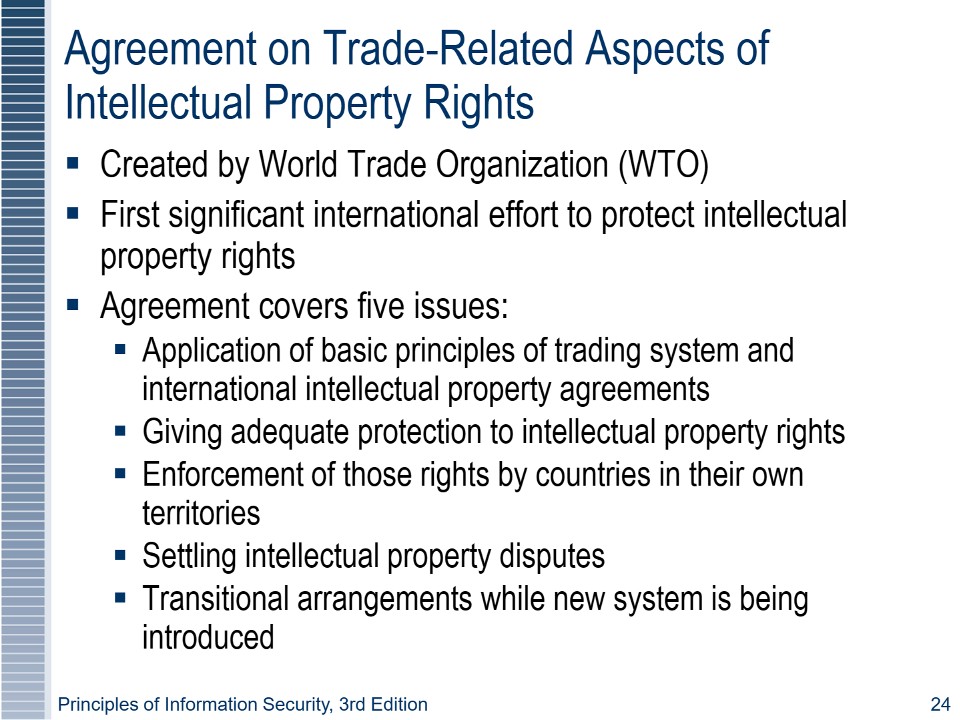 Agreement on Trade-Related Aspects of
Intellectual Property Rights
Created by World Trade Organization (WTO)
First significant international effort to protect intellectual
property rights
Agreement covers five issues:
Application of basic principles of trading system and
international intellectual property agreements
Giving adequate protection to intellectual property rights
Enforcement of those rights by countries in their own
territories
Settling intellectual property disputes
Transitional arrangements while new system is being
introduced
Principles of Information Security, 3rd Edition 24